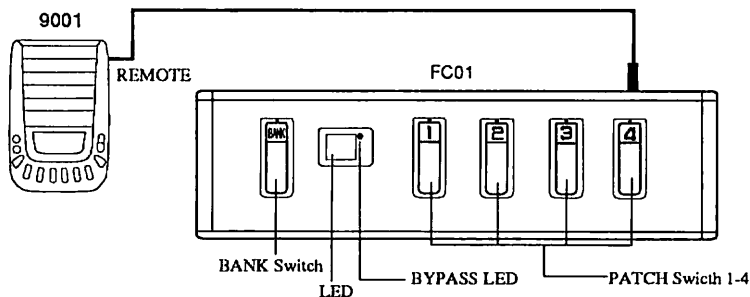 9001
REMOTE
FC01
BANK
1
2
3
4
BANK Switch
LED
BYPASS LED
PATCH Swicth 1-4